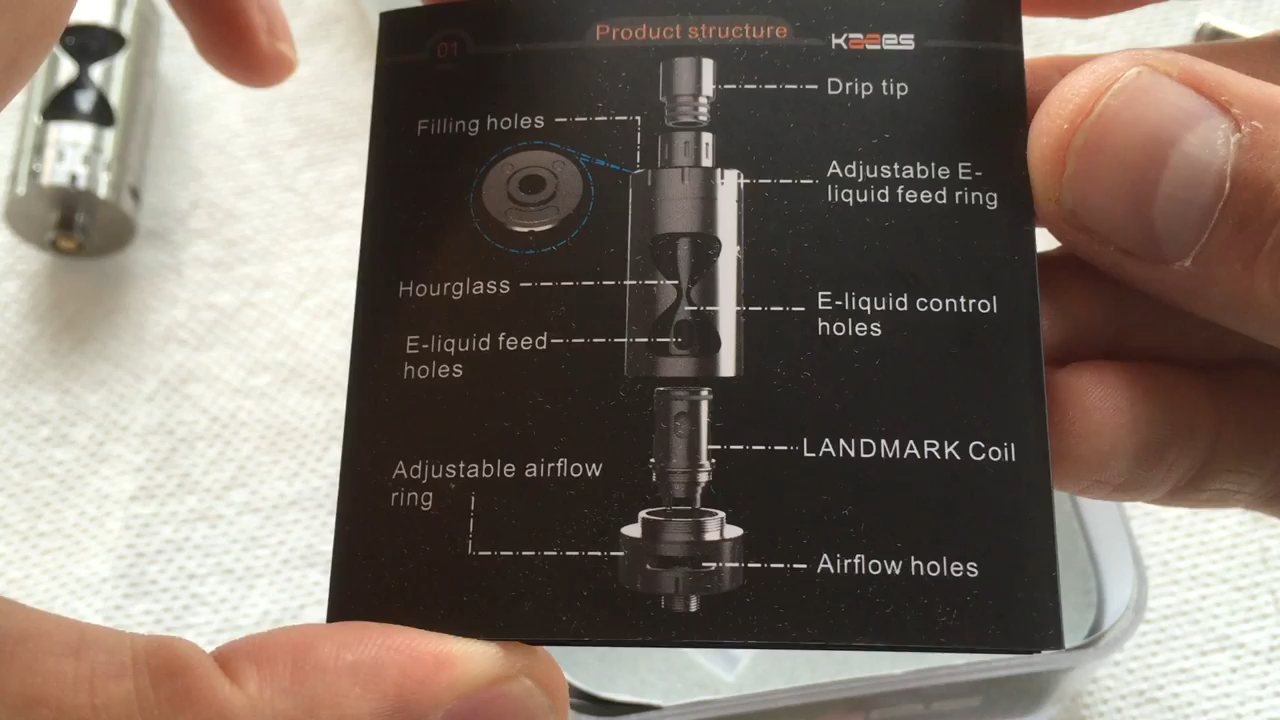 01
Product structure
KAEES
Drip tip
Filling holes
Adjustable E-
liquid feed ring
Hourglass
E-liquid control
holes
E-liquid feed
holes
LANDMARK Coil
Adjustable airflow
ring
Airflow holes